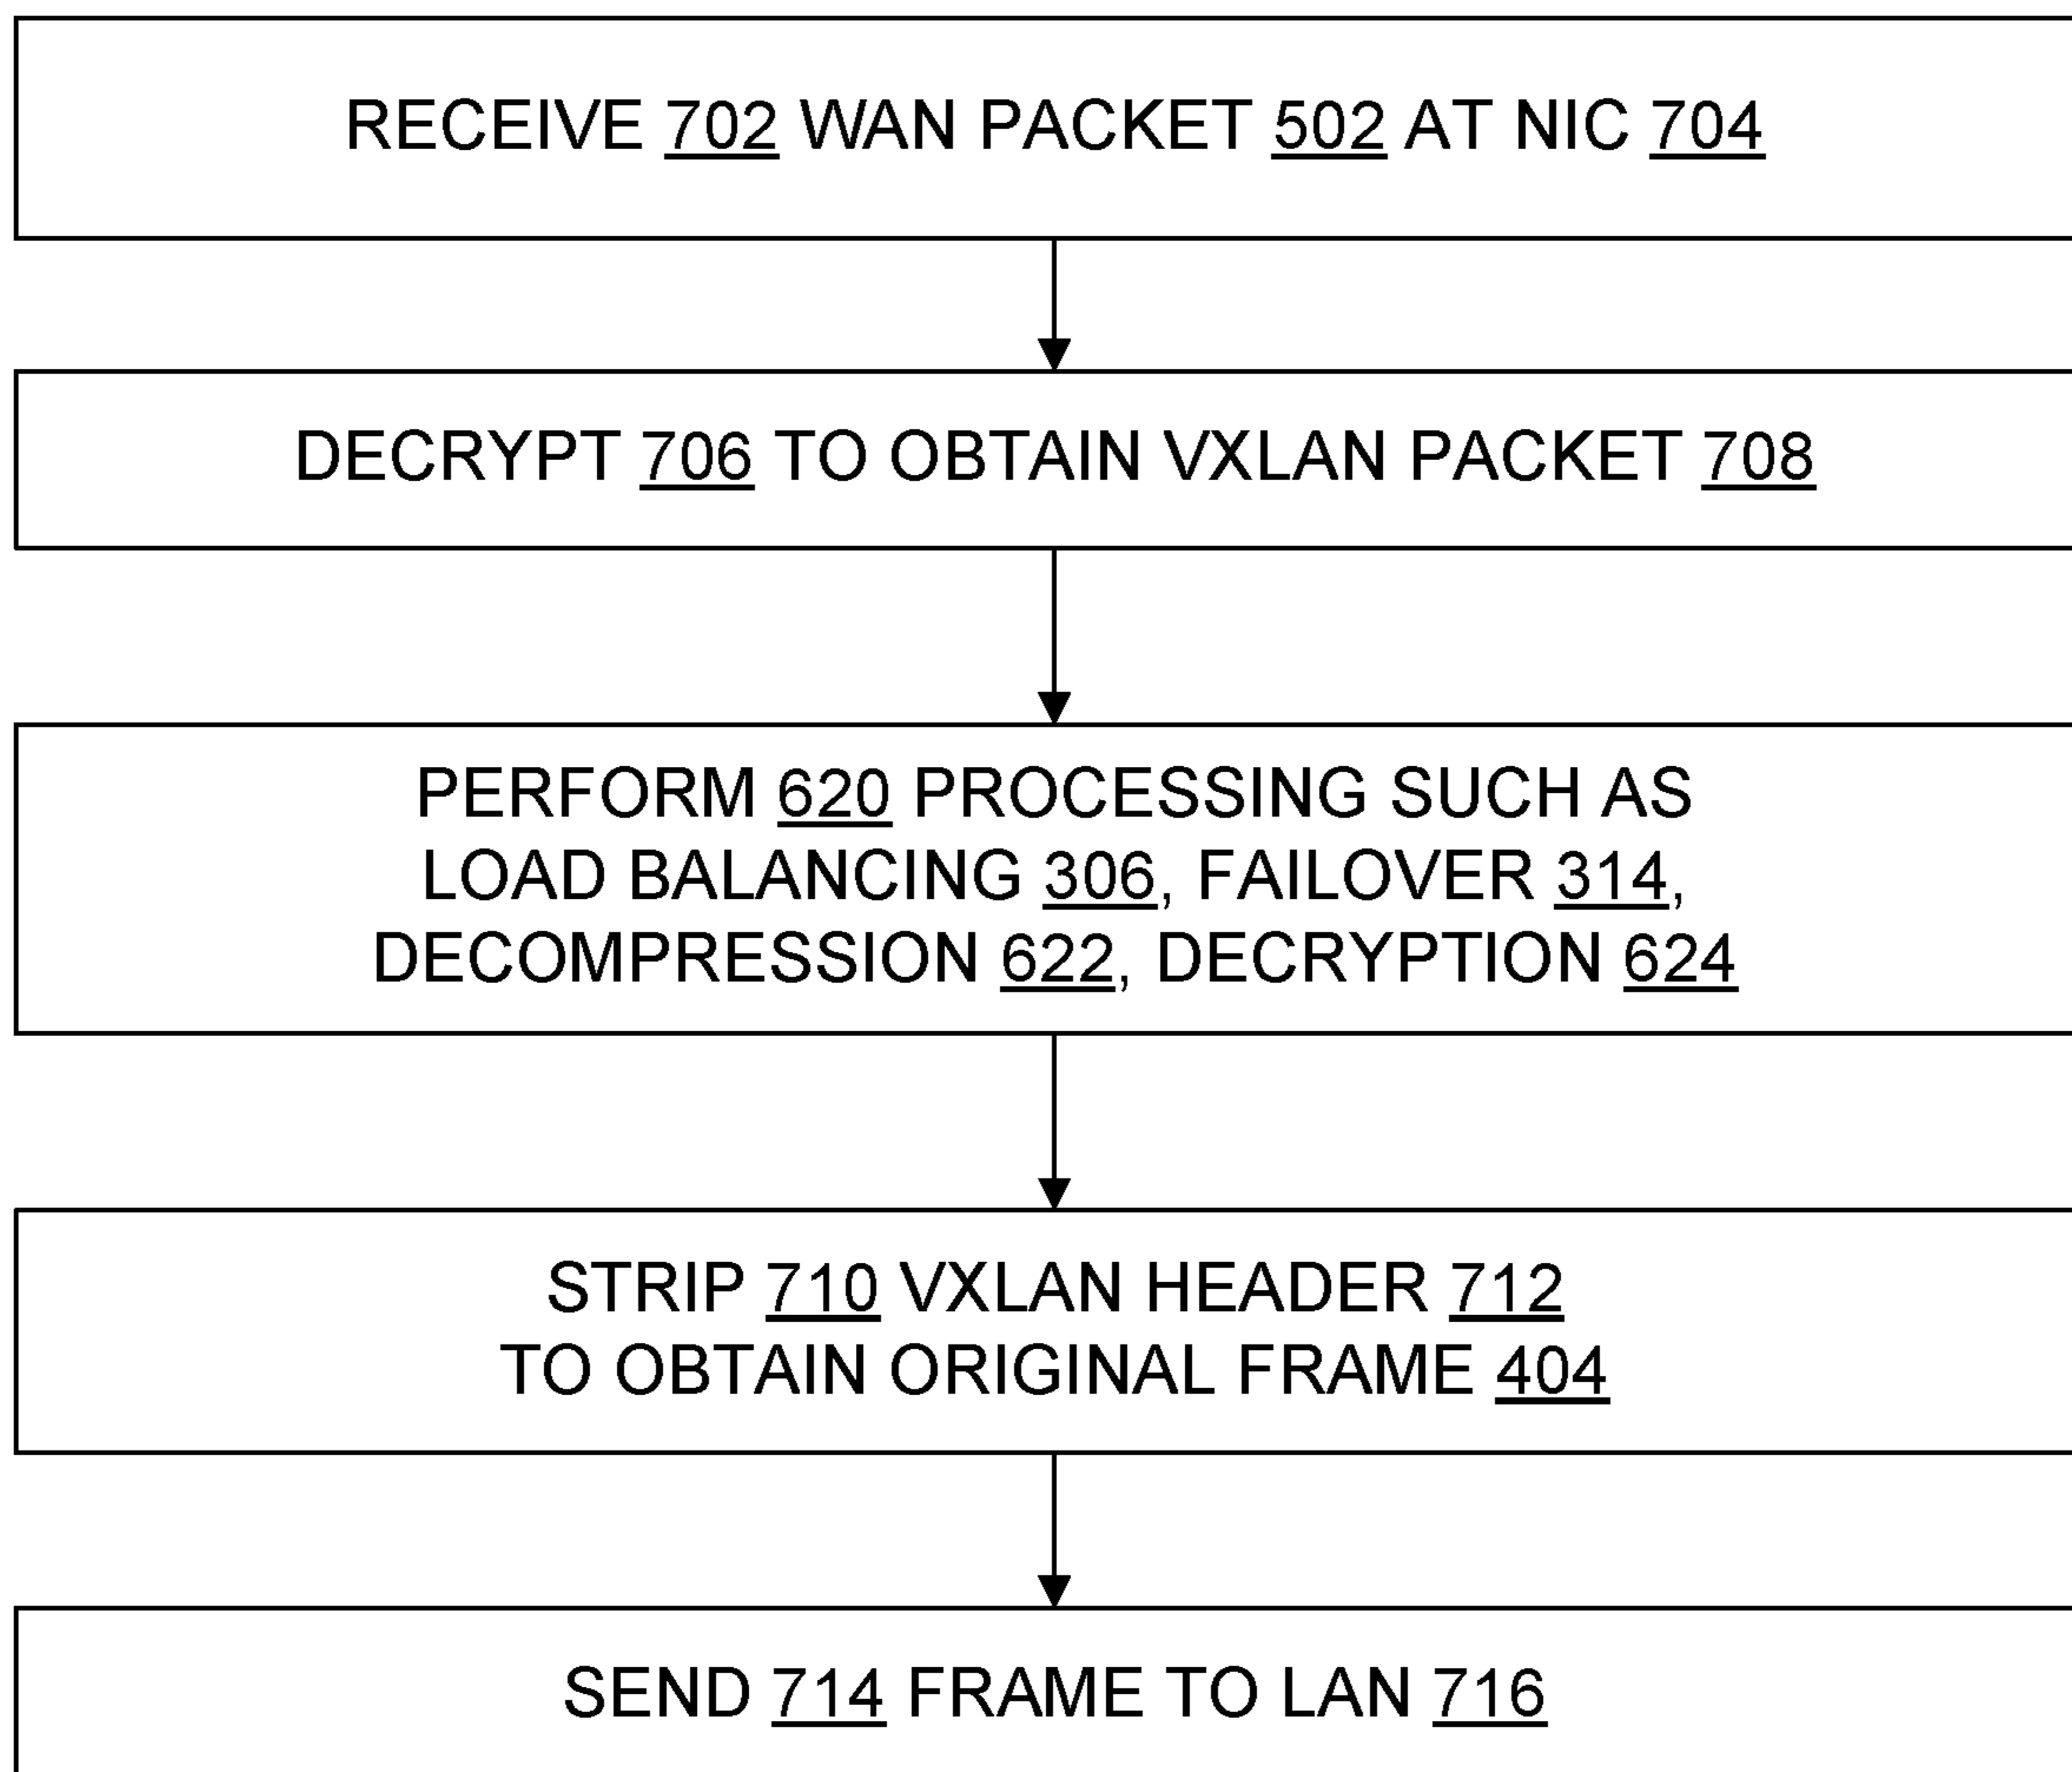 RECEIVE 702 WAN PACKET 502 AT NIC 704
DECRYPT 706 TO OBTAIN VXLAN PACKET 708
PERFORM 620 PROCESSING SUCH AS
LOAD BALANCING 306, FAILOVER 314,
DECOMPRESSION 622, DECRYPTION 624
STRIP 710 VXLAN HEADER 712
TO OBTAIN ORIGINAL FRAME 404
SEND 714 FRAME TO LAN 716